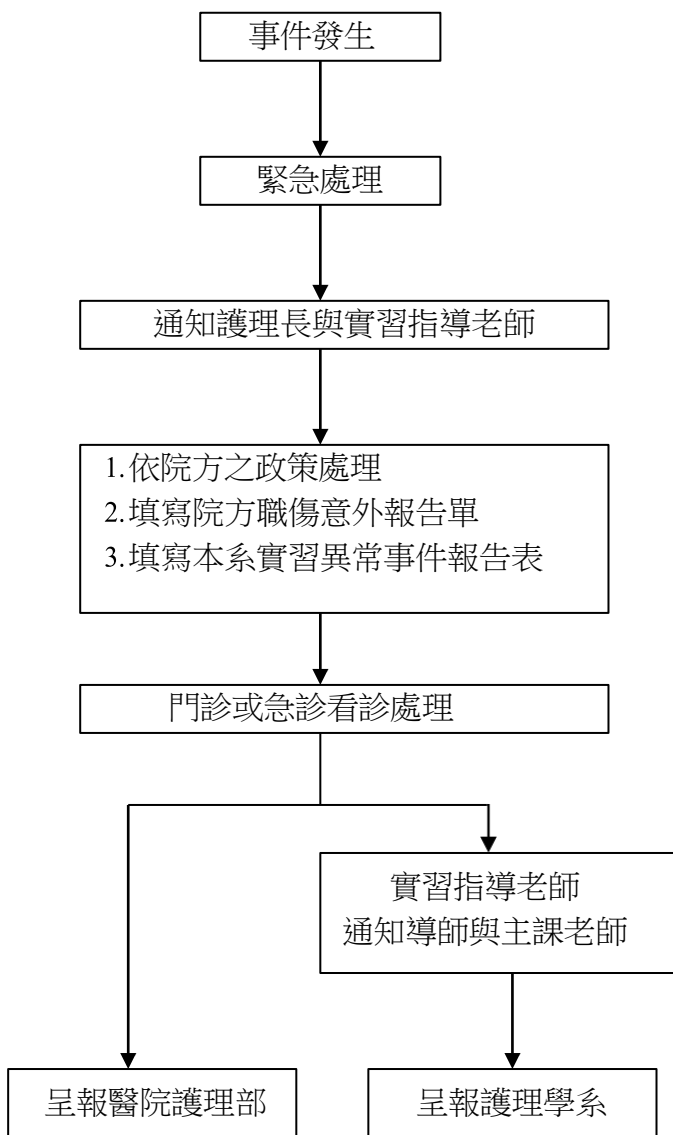 事件發生
緊急處理
通知護理長與實習指導老師
1.依院方之政策處理
2.填寫院方職傷意外報告單
3.填寫本系實習異常事件報告表
門診或急診看診處理
實習指導老師
通知導師與主課老師
呈報醫院護理部
呈報護理學系